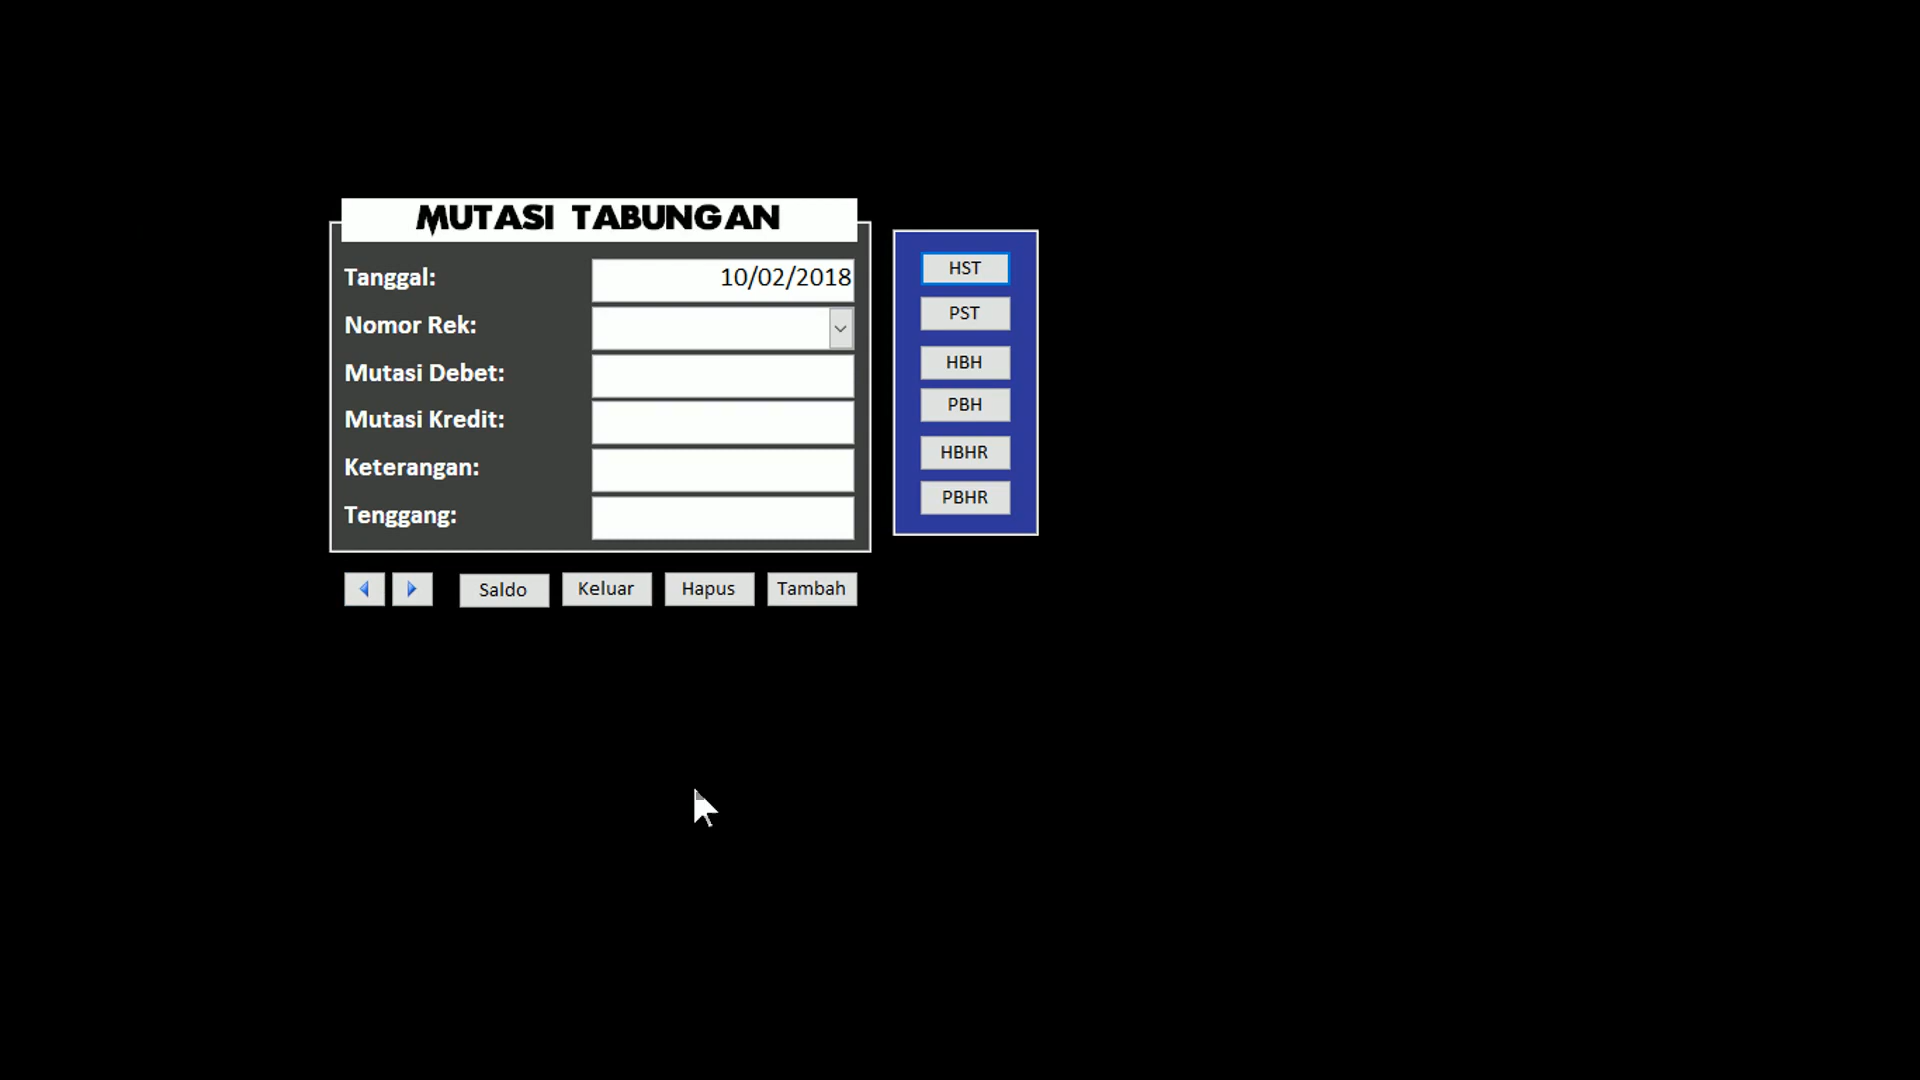 MUTASI TABUNGAN
Tanggal: 10/02/2018
Nomor Rek:
Mutasi Debet:
Mutasi Kredit:
Keterangan:
Tenggang:
Saldo Keluar Hapus Tambah
HST
PST
HBH
PBH
HBHR
PBHR